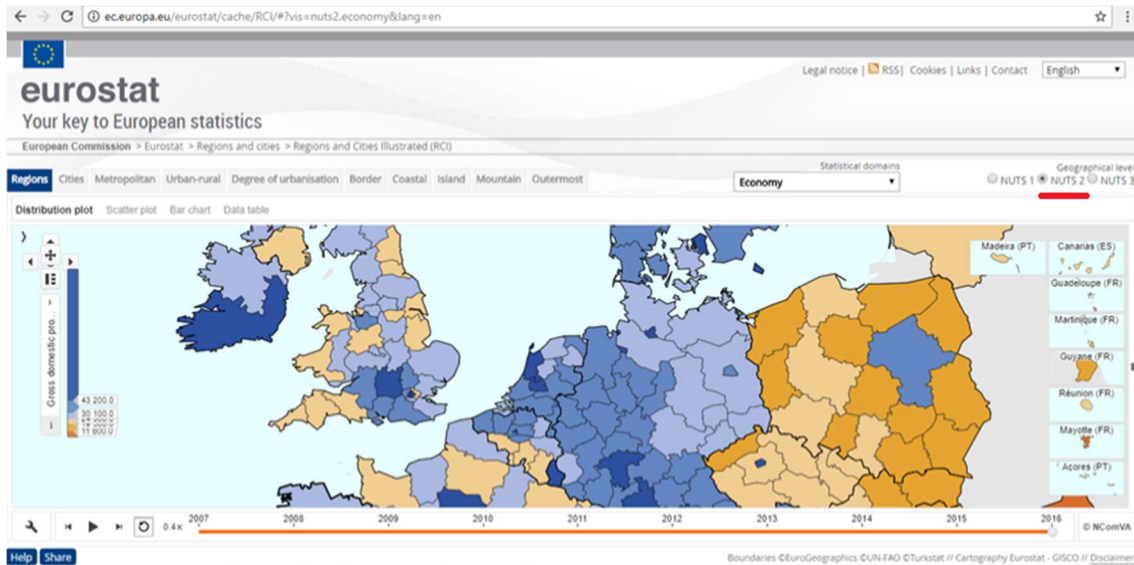 ec.europa.eu/eurostat/cache/RCI/#?vis=nuts2.economy&lang=en
Legal notice | RSS| Cookies | Links | Contact English
eurostat
Your key to European statistics
European Commission > Eurostat > Regions and cities > Regions and Cities Illustrated (RCI)
Statistical domains
Geographical level
Regions Cities Metropolitan Urban-rural Degree of urbanisation Border Coastal Island Mountain Outermost
Economy
NUTS 1 NUTS 2 NUTS 3
Distribution plot Scatter plot Bar chart Data table
Madeira (PT) Canarias (ES)
Guadeloupe (FR)
Martinique (FR)
Guyane (FR)
Réunion (FR)
Mayotte (FR)
Açores (PT)
Gross domestic pro...
43 200.0
30 100.0
11 800.0
0.4x 2007 2008 2009 2010 2011 2012 2013 2014 2015 2016 © NComVA
Help Share
Boundaries ©EuroGeographics ©UN-FAO ©Turkstat // Cartography Eurostat - GISCO // Disclaimer